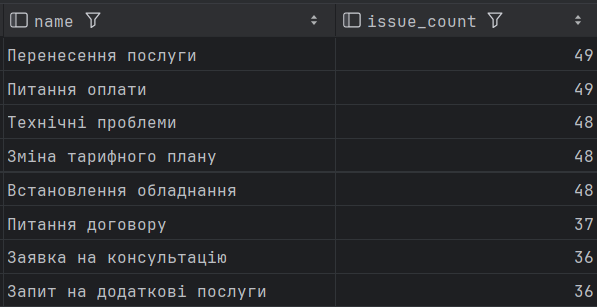 name issue_count
Перенесення послуги 49
Питання оплати 49
Технічні проблеми 48
Зміна тарифного плану 48
Встановлення обладнання 48
Питання договору 37
Заявка на консультацію 36
Запит на додаткові послуги 36